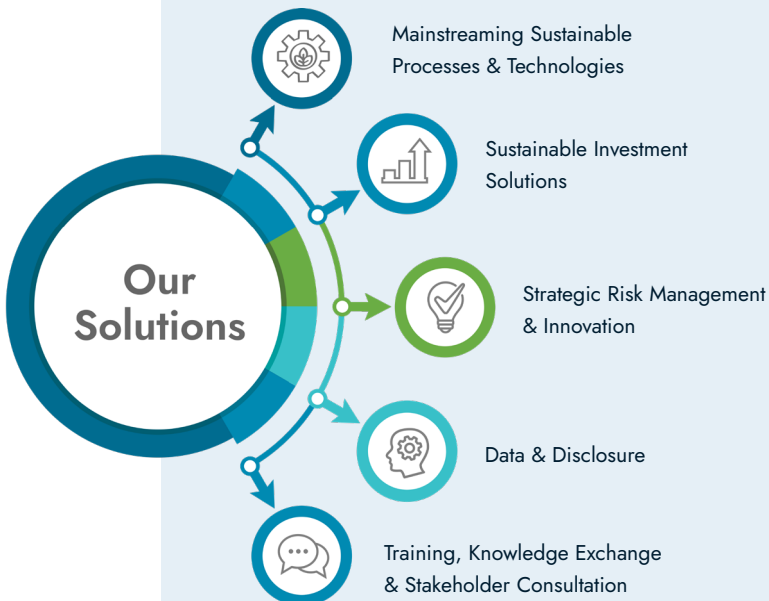 Mainstreaming Sustainable
Processes & Technologies
Sustainable Investment
Solutions
Our
Solutions
Strategic Risk Management
& Innovation
Data & Disclosure
Training, Knowledge Exchange
& Stakeholder Consultation